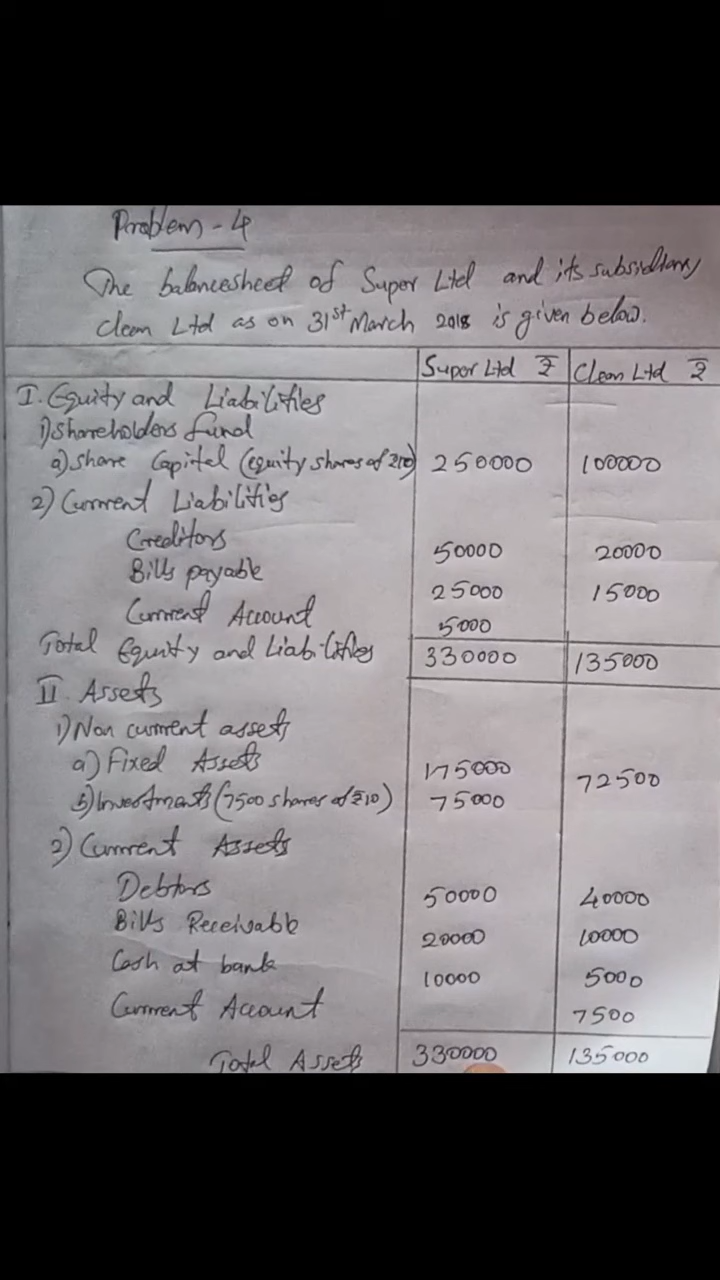 Problem - 4
The balancesheet of Super Ltd and its subsidiary
Clean Ltd as on 31st March 2018 is given below.
Super Ltd ₹ Clean Ltd ₹
I. Equity and Liabilities
1) Shareholders fund
a) Share Capital (equity shares of ₹10) 250000 100000
2) Current Liabilities
Creditors 50000 20000
Bills payable 25000 15000
Current Account 5000
Total Equity and Liabilities 330000 135000
II. Assets
1) Non current assets
a) Fixed Assets 175000 72500
b) Investments (7500 shares of ₹10) 75000
2) Current Assets
Debtors 50000 40000
Bills Receivable 20000 10000
Cash at bank 10000 5000
Current Account 7500
Total Assets 330000 135000